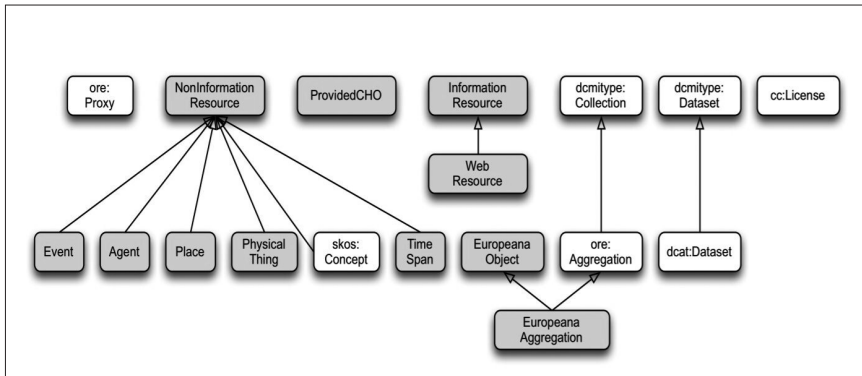 ore:
Proxy
NonInformation
Resource
ProvidedCHO
Information
Resource
dcmitype:
Collection
dcmitype:
Dataset
cc:License
Web
Resource
Event
Agent
Place
Physical
Thing
skos:
Concept
Time
Span
Europeana
Object
ore:
Aggregation
dcat:Dataset
Europeana
Aggregation